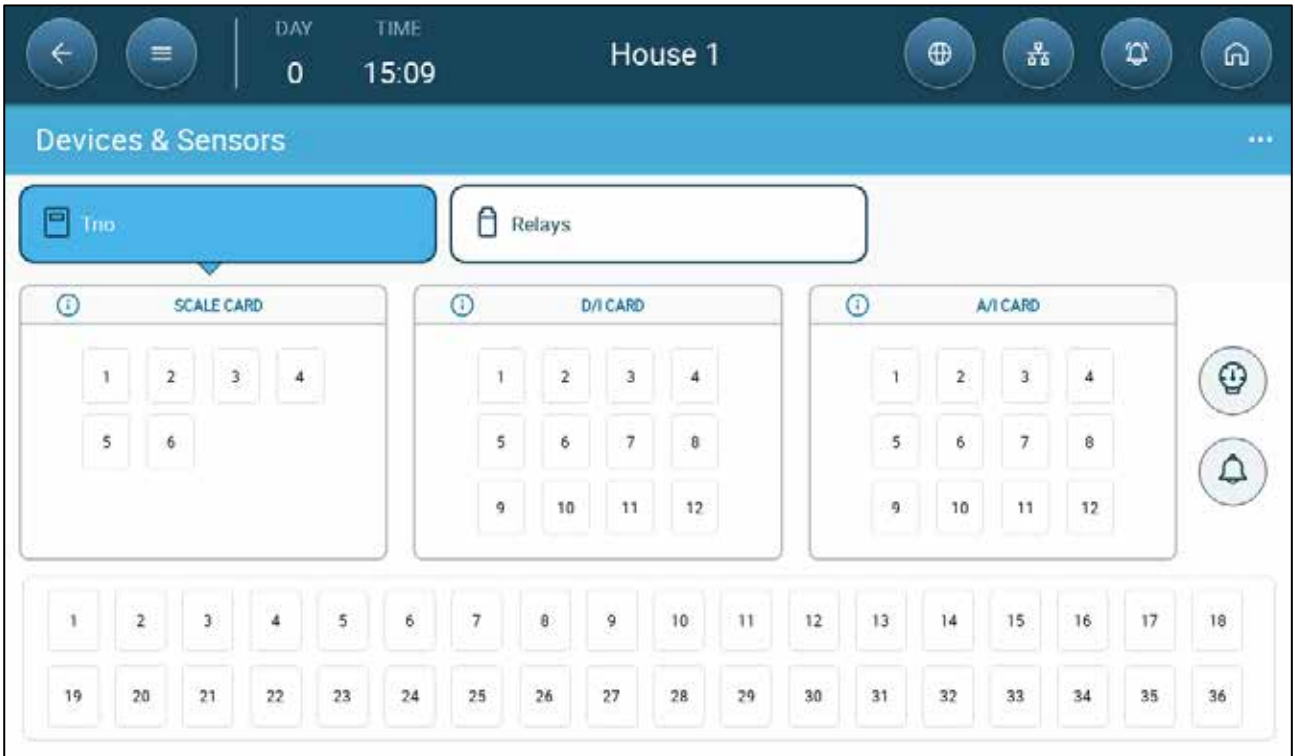 DAY TIME
0 15:09 House 1
Devices & Sensors
Trio Relays
SCALE CARD D/I CARD A/I CARD
1 2 3 4 1 2 3 4 1 2 3 4
5 6 5 6 7 8 5 6 7 8
9 10 11 12 9 10 11 12
1 2 3 4 5 6 7 8 9 10 11 12 13 14 15 16 17 18
19 20 21 22 23 24 25 26 27 28 29 30 31 32 33 34 35 36